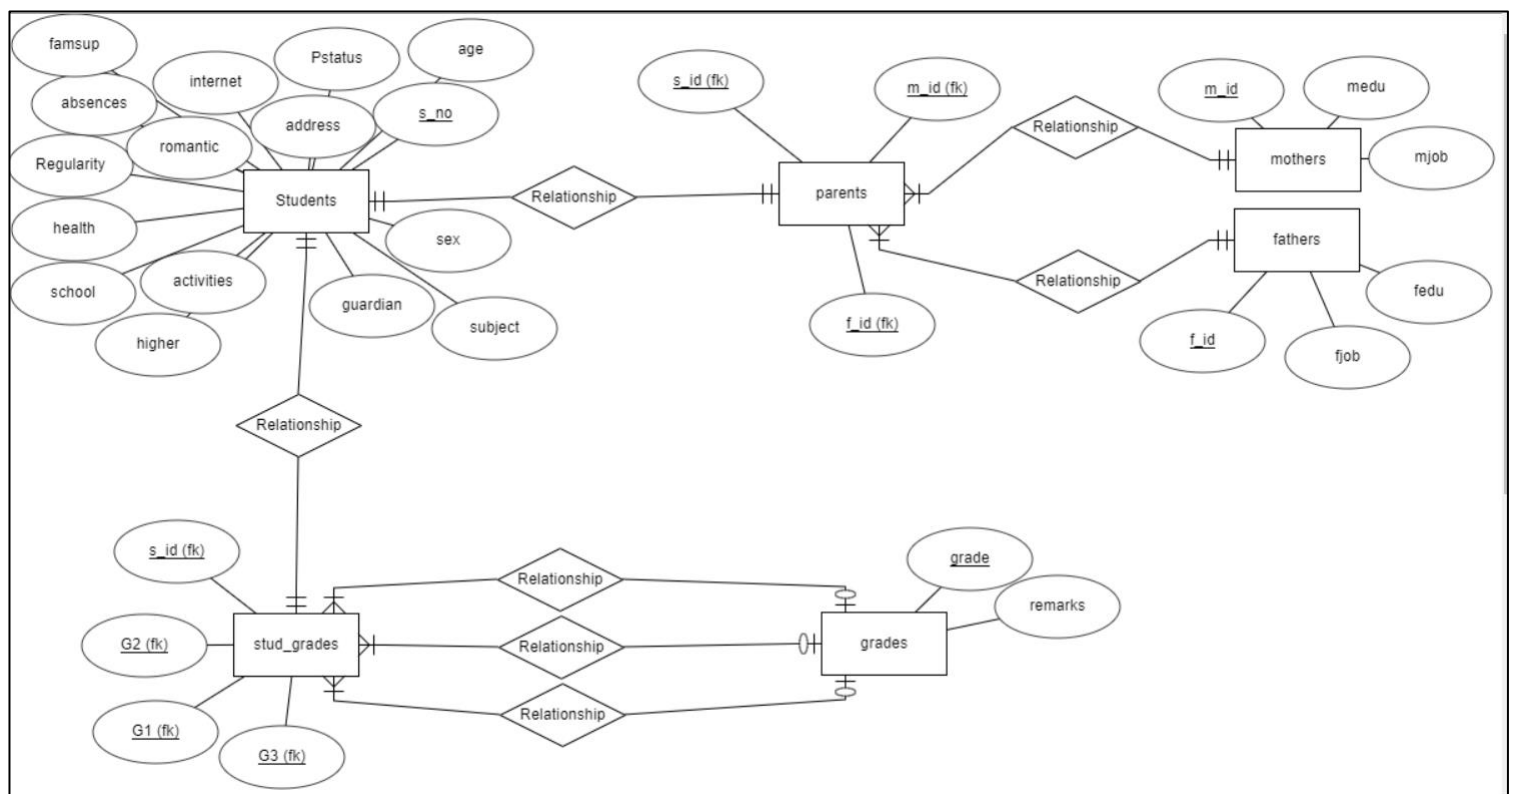 famsup
Pstatus
age
internet
absences
s_no
address
romantic
Regularity
Students
health
sex
school
activities
guardian
subject
higher
Relationship
s_id (fk)
m_id (fk)
parents
f_id (fk)
Relationship
m_id
medu
mothers
mjob
Relationship
fathers
fedu
f_id
fjob
Relationship
s_id (fk)
G2 (fk)
stud_grades
G1 (fk)
G3 (fk)
Relationship
Relationship
Relationship
grade
remarks
grades